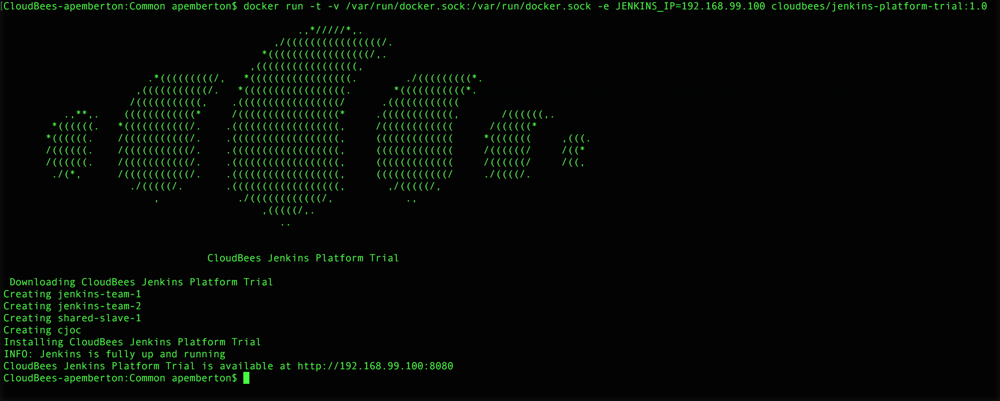 [CloudBees-apemberton:Common apemberton$ docker run -t -v /var/run/docker.sock:/var/run/docker.sock -e JENKINS_IP=192.168.99.100 cloudbees/jenkins-platform-trial:1.0
CloudBees Jenkins Platform Trial
Downloading CloudBees Jenkins Platform Trial
Creating jenkins-team-1
Creating jenkins-team-2
Creating shared-slave-1
Creating cjoc
Installing CloudBees Jenkins Platform Trial
INFO: Jenkins is fully up and running
CloudBees Jenkins Platform Trial is available at http://192.168.99.100:8080
CloudBees-apemberton:Common apemberton$